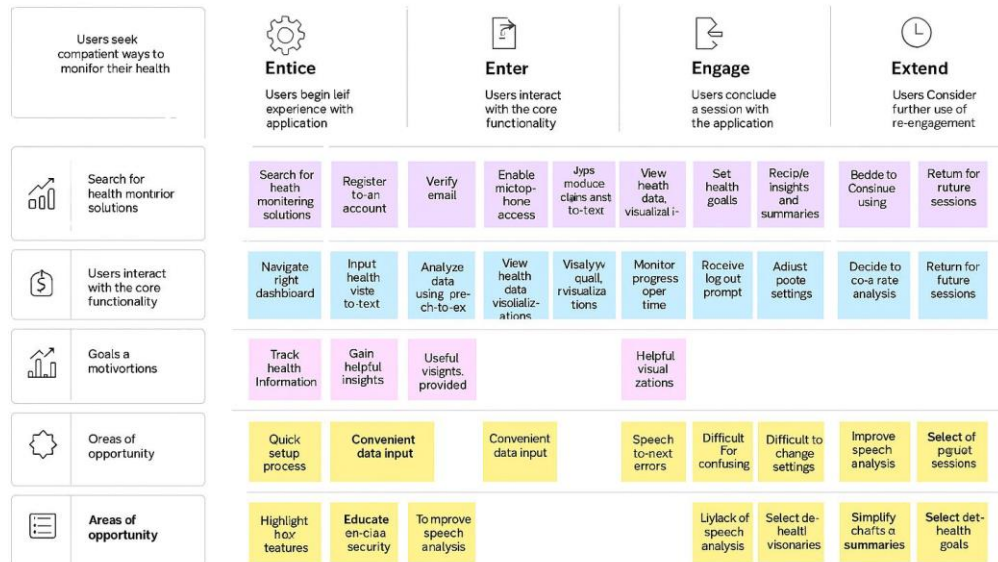 Users seek
compatient ways to
monifor their health
Entice
Users begin leif
experience with
application
Enter
Users interact
with the core
functionality
Engage
Users conclude
a session with
the application
Extend
Users Consider
further use of
re-engagement
Search for
health montrior
solutions
Search for
heath
monitering
solutions
Register
to-an
account
Verify
email
Enable
mictop-
hone
access
Jyps
moduce
clains anst
to-text
View
heath
data,
visualizal i-
Set
health
goalls
Recip/e
insights
and
summaries
Bedde to
Consinue
using
Retum for
ruture
sessions
Users interact
with the core
functionality
Navigate
right
dashboard
Input
health
viste
to-text
Analyze
data
using pre-
ch-to-ex
View
health
data
visolializ-
ations
Visalyw
quall,
rvisualiza
tions
Monitor
progress
oper
time
Roceive
log out
prompt
Adiust
poote
settings
Decide to
co-a rate
analysis
Return for
future
sessions
Goals a
motivortions
Track
health
Information
Gain
helpful
insights
Useful
visignts.
provided
Helpful
visual
zations
Oreas of
opportunity
Quick
setup
process
Convenient
data input
Convenient
data input
Speech
to-next
errors
Difficult
For
confusing
Difficult to
change
settings
Improve
speech
analysis
Select of
sessions
Areas of
opportunity
Highlight
hox
teatures
Educate
en-ciaa
security
To mprove
speech
analysis
Liylack of
speech
analysis
Select de-
healtl
visonaries
Simplify
chafts a
summaries
Select det-
health
goals